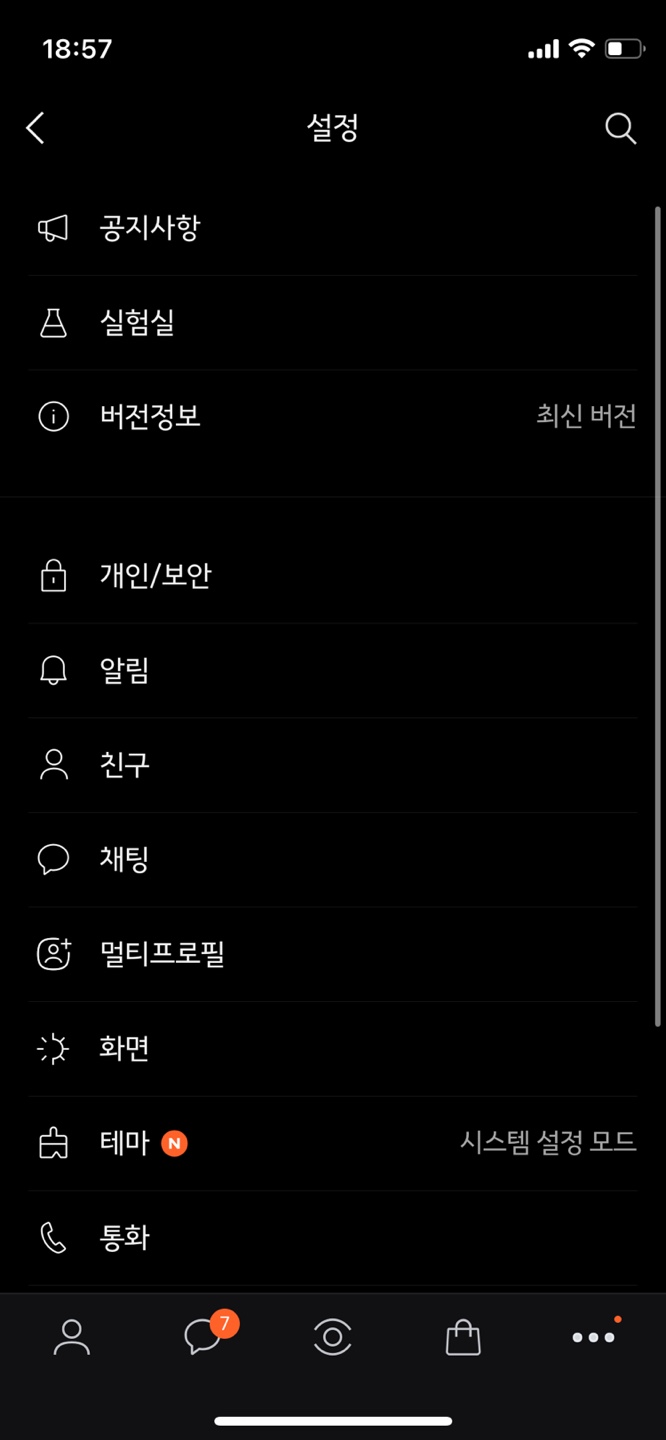 18:57
설정
공지사항
실험실
버전정보 최신 버전
개인/보안
알림
친구
채팅
멀티프로필
화면
테마 N 시스템 설정 모드
통화
7